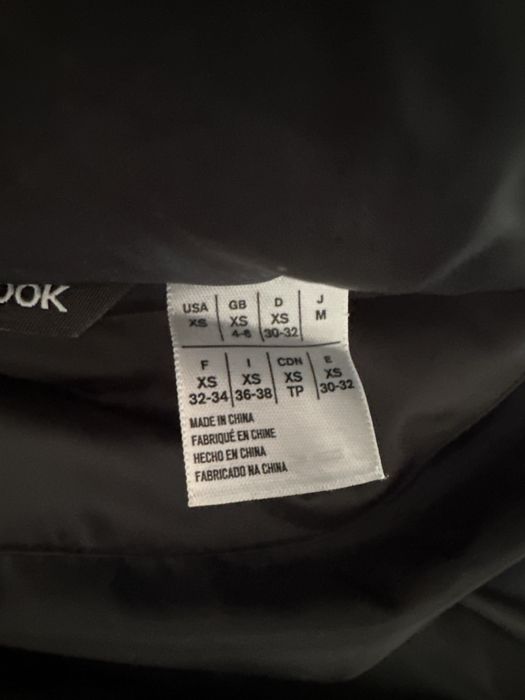 USA GB D J
XS XS XS M
4-6 30-32
F I CDN E
XS XS XS XS
32-34 36-38 TP 30-32
MADE IN CHINA
FABRIQUÉ EN CHINE
HECHO EN CHINA
FABRICADO NA CHINA
OOK